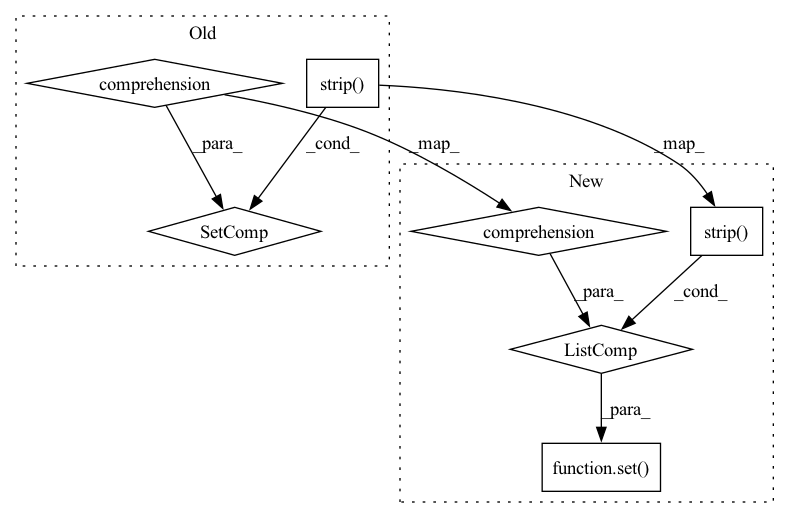 Old
comprehension
strip()
_para_
_cond_
_map_
_map_
New
SetComp
comprehension
strip()
_para_
_cond_
ListComp
_para_
function.set()